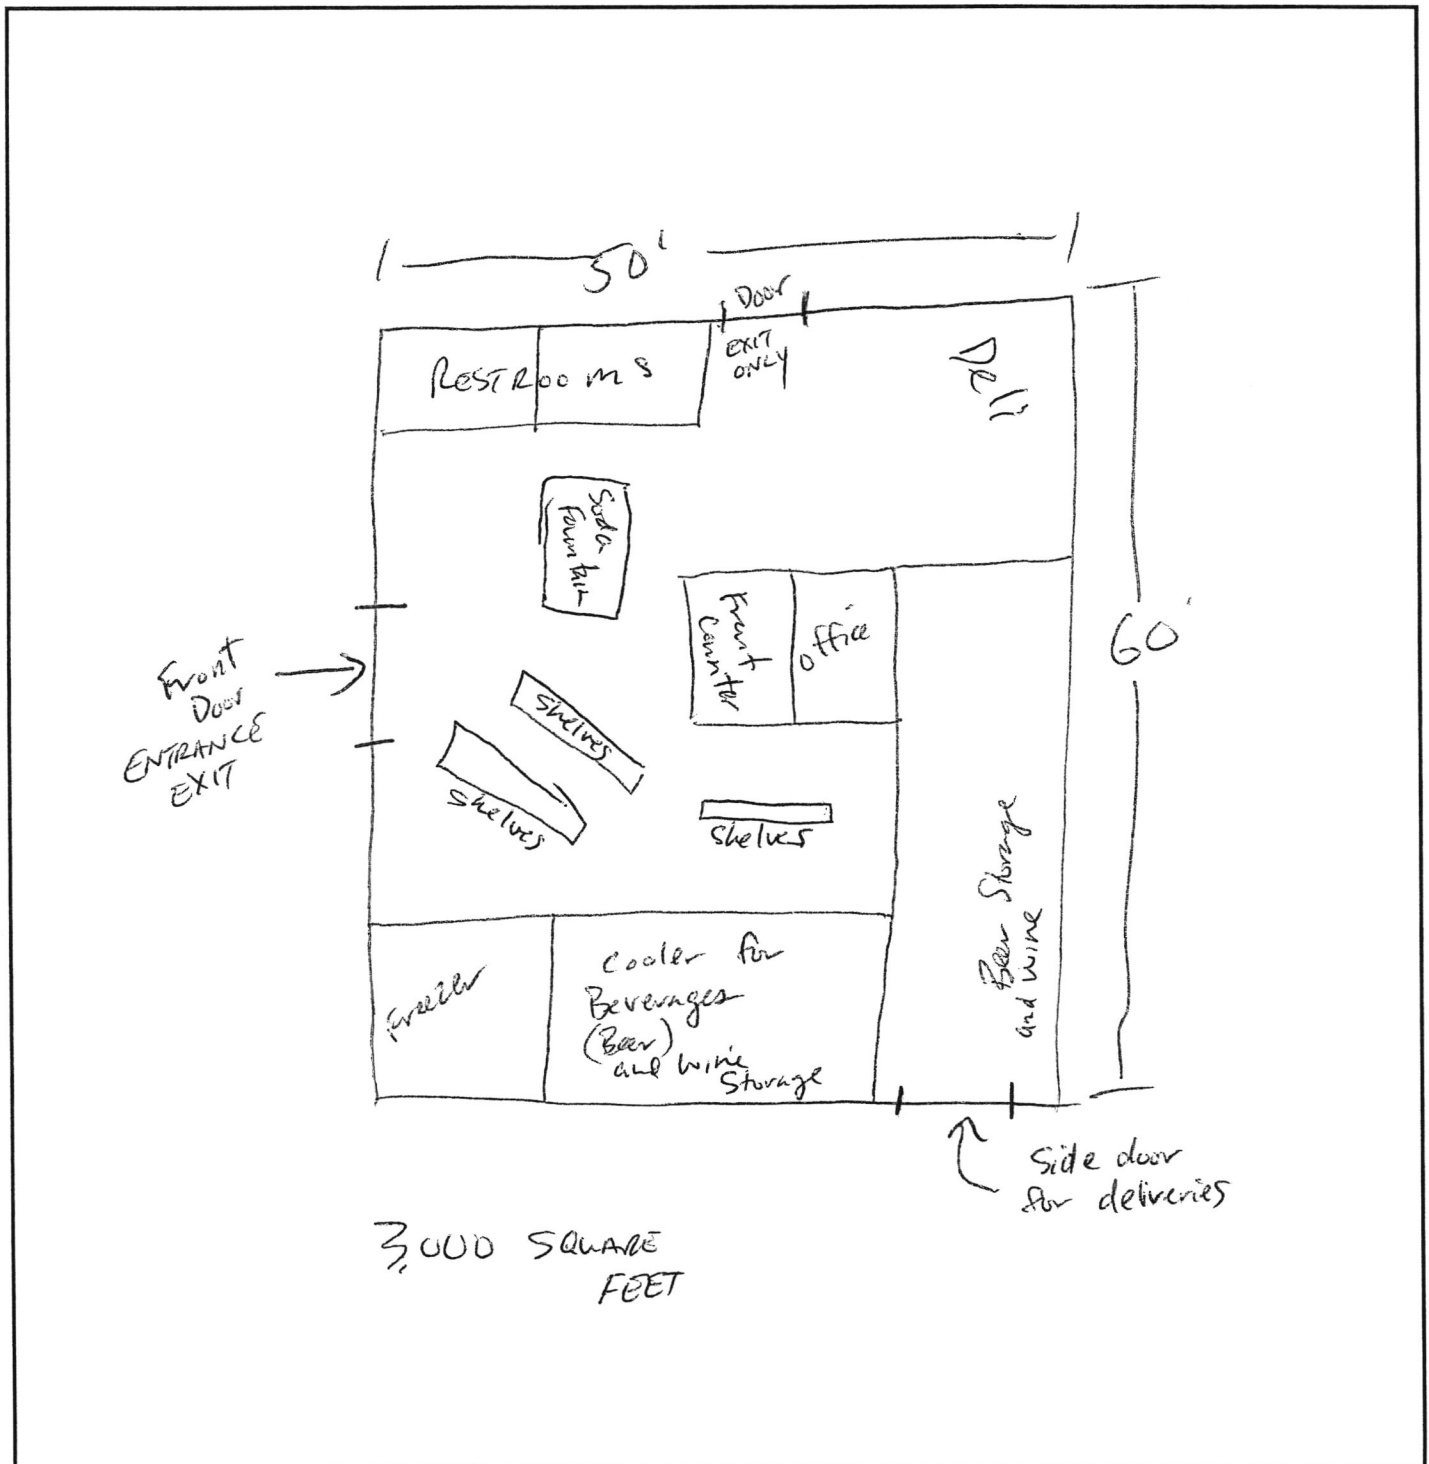 50'
Door
EXIT
ONLY
RESTROOMS
Deli
Soda
Fountain
Front
Counter
office
60'
Front
Door
ENTRANCE
EXIT
Shelves
Shelves
Shelves
Beer Storage
and wine
Freezer
Cooler for
Beverages
(Beer)
and wine
Storage
Side door
for deliveries
3,000 SQUARE
FEET